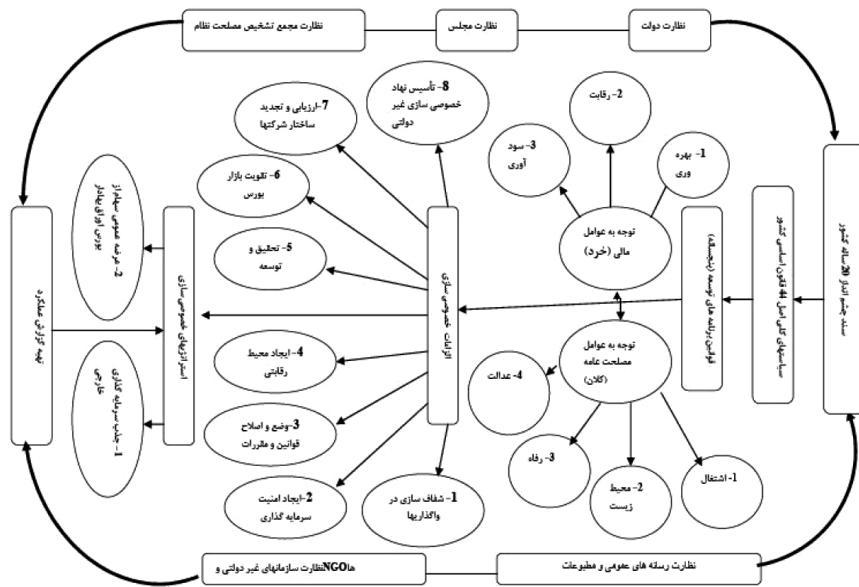 نظارت دولت
نظارت مجلس
نظارت مجمع تشخیص مصلحت نظام
سند چشم انداز 20 ساله کشور
سیاستهای کلی اصل 44 قانون اساسی کشور
قوانین برنامه های توسعه (پنجساله)
1- بهره
وری
2- رقابت
3- سود
آوری
توجه به عوامل
مالی (خرد)
توجه به عوامل
مصلحت عامه
(کلان)
1- اشتغال
2- محیط
زیست
3- رفاه
4- عدالت
الزامات خصوصی سازی
8- تأسیس نهاد
خصوصی سازی غیر
دولتی
7-ارزیابی و تجدید
ساختار شرکتها
6- تقویت بازار
بورس
5- تحقیق و
توسعه
4- ایجاد محیط
رقابتی
3-وضع و اصلاح
قوانین و مقررات
2-ایجاد امنیت
سرمایه گذاری
1- شفاف سازی در
واگذاریها
استراتژیهای خصوصی سازی
2- عرضه عمومی سهام از
بورس اوراق بهادار
1- جذب سرمایه گذاری
خارجی
تهیه گزارش عملکرد
نظارت رسانه های عمومی و مطبوعات
هاNGOنظارت سازمانهای غیر دولتی و